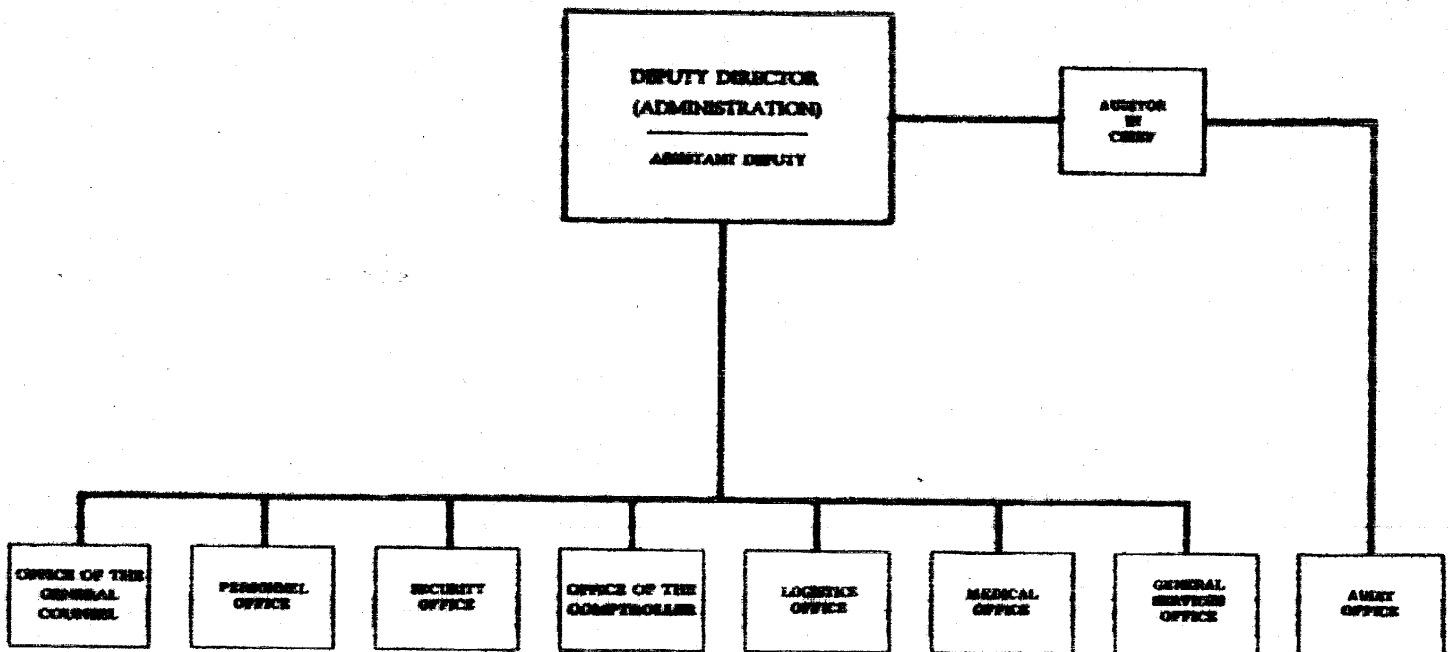 DEPUTY DIRECTOR
(ADMINISTRATION)
ASSISTANT DEPUTY
AUDITOR
IN
CHIEF
OFFICE OF THE
GENERAL
COUNSEL
PERSONNEL
OFFICE
SECURITY
OFFICE
OFFICE OF THE
COMPTROLLER
LOGISTICS
OFFICE
MEDICAL
OFFICE
GENERAL
SERVICES
OFFICE
AUDIT
OFFICE